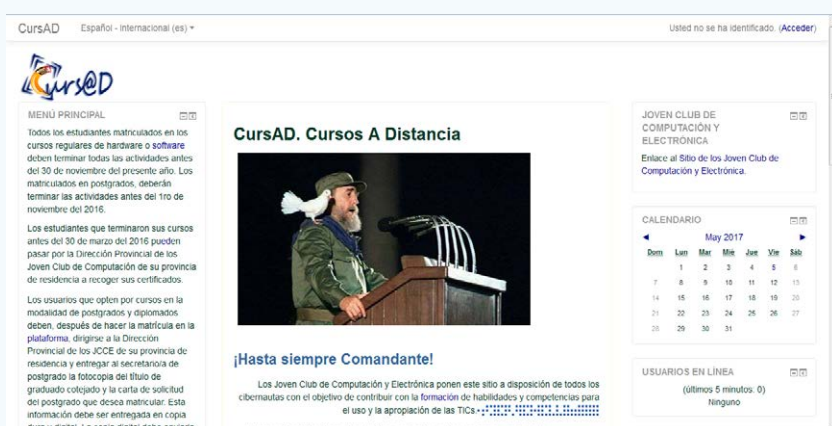 CursAD
Español - Internacional (es)
Usted no se ha identificado. (Acceder)
Curs@D
MENÚ PRINCIPAL
Todos los estudiantes matriculados en los
cursos regulares de hardware o software
deben terminar todas las actividades antes
del 30 de noviembre del presente año. Los
matriculados en postgrados, deberán
terminar las actividades antes del 1ro de
noviembre del 2016.
Los estudiantes que terminaron sus cursos
antes del 30 de marzo del 2016 pueden
pasar por la Dirección Provincial de los
Joven Club de Computación de su provincia
de residencia a recoger sus certificados.
Los usuarios que opten por cursos en la
modalidad de postgrados y diplomados
deben, después de hacer la matrícula en la
plataforma, dirigirse a la Dirección
Provincial de los JCCE de su provincia de
residencia y entregar al secretario/a de
postgrado la fotocopia del título de
graduado cotejado y la carta de solicitud
del postgrado que desea matricular. Esta
información debe ser entregada en copia
dura y digital. La copia digital debe
CursAD. Cursos A Distancia
¡Hasta siempre Comandante!
Los Joven Club de Computación y Electrónica ponen este sitio a disposición de todos los
cibernautas con el objetivo de contribuir con la formación de habilidades y competencias para
el uso y la apropiación de las TICs.
JOVEN CLUB DE
COMPUTACIÓN Y
ELECTRÓNICA
Enlace al Sitio de los Joven Club de
Computación y Electrónica.
CALENDARIO
May 2017
Dom Lun Mar Mié Jue Vie Sáb
1 2 3 4 5 6
7 8 9 10 11 12 13
14 15 16 17 18 19 20
21 22 23 24 25 26 27
28 29 30 31
USUARIOS EN LÍNEA
(últimos 5 minutos: 0)
Ninguno